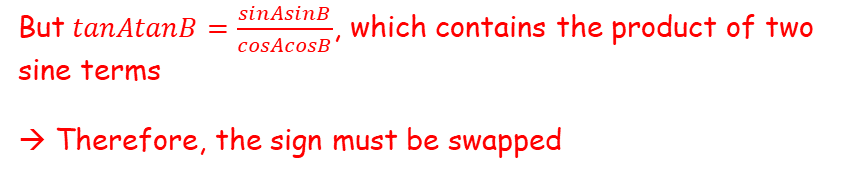 But tanAtanB = sinAsinB/cosAcosB, which contains the product of two
sine terms
→ Therefore, the sign must be swapped